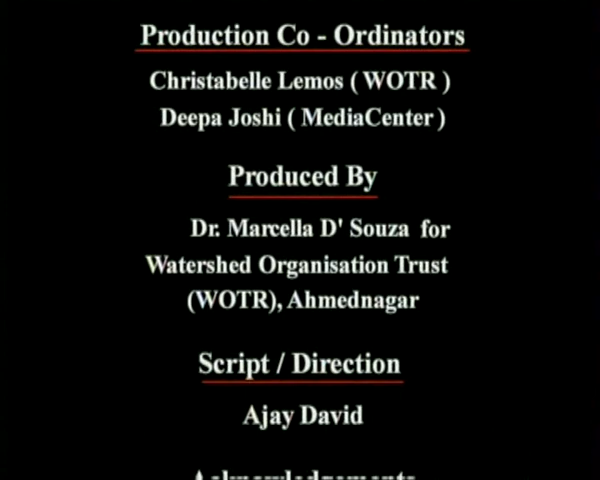 Production Co - Ordinators
Christabelle Lemos ( WOTR )
Deepa Joshi ( MediaCenter )
Produced By
Dr. Marcella D' Souza for
Watershed Organisation Trust
(WOTR), Ahmednagar
Script / Direction
Ajay David